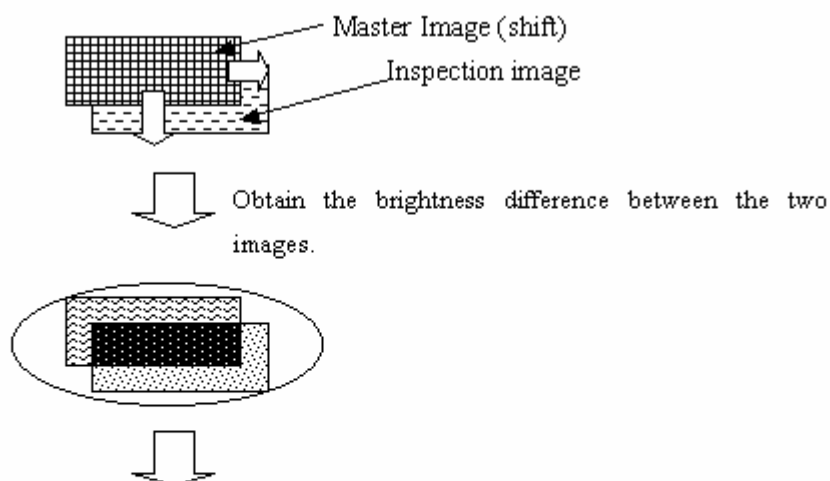 Master Image (shift)
Inspection image
Obtain the brightness difference between the two
images.